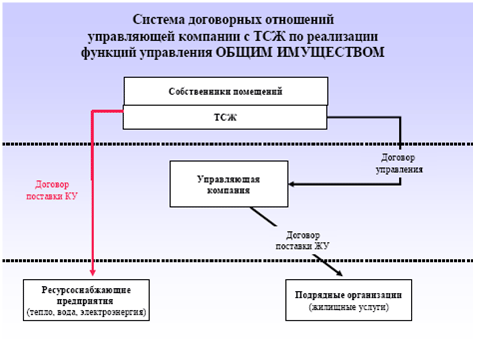 Система договорных отношений
управляющей компании с ТСЖ по реализации
функций управления ОБЩИМ ИМУЩЕСТВОМ
Собственники помещений
ТСЖ
Договор
управления
Управляющая
компания
Договор
поставки КУ
Договор
поставки ЖУ
Ресурсоснабжающие
предприятия
(тепло, вода, электроэнергия)
Подрядные организации
(жилищные услуги)